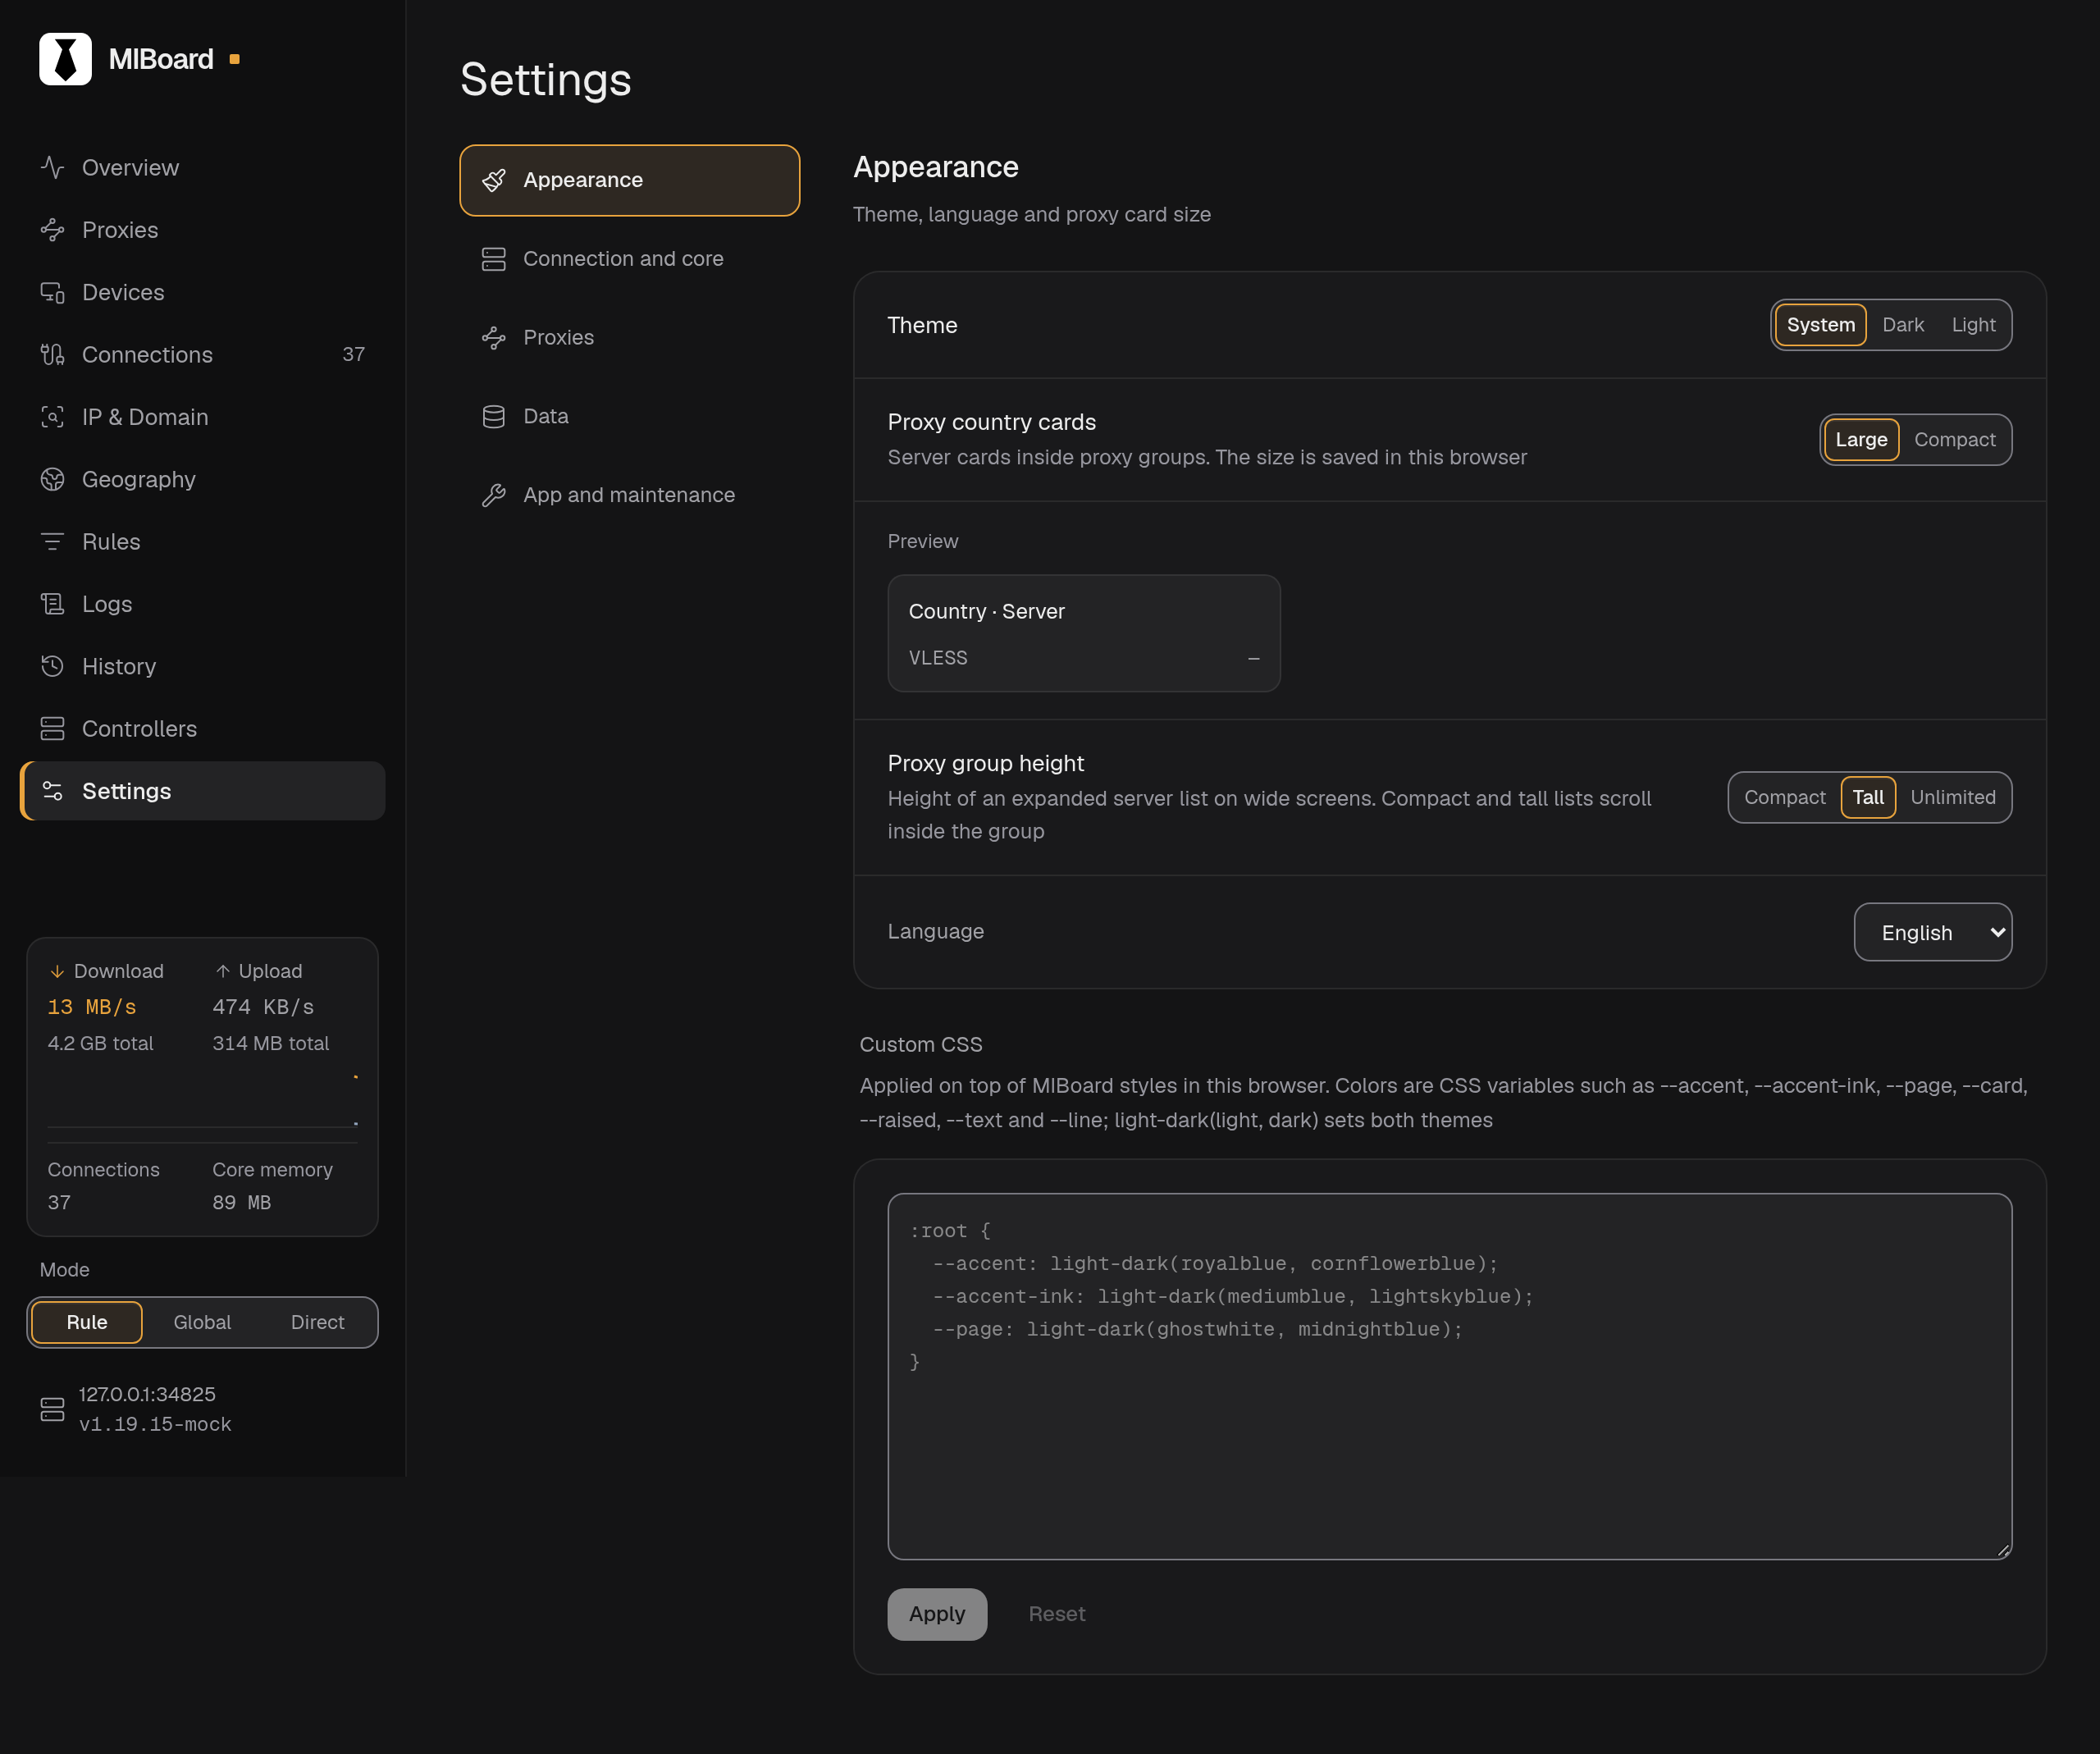 MIBoard
Overview
Proxies
Devices
Connections 37
IP & Domain
Geography
Rules
Logs
History
Controllers
Settings
Download Upload
13 MB/s 474 KB/s
4.2 GB total 314 MB total
Connections Core memory
37 89 MB
Mode
Rule Global Direct
127.0.0.1:34825
v1.19.15-mock
Settings
Appearance
Connection and core
Proxies
Data
App and maintenance
Appearance
Theme, language and proxy card size
Theme System Dark Light
Proxy country cards
Server cards inside proxy groups. The size is saved in this browser
Large Compact
Preview
Country · Server
VLESS –
Proxy group height
Height of an expanded server list on wide screens. Compact and tall lists scroll
inside the group
Compact Tall Unlimited
Language English
Custom CSS
Applied on top of MIBoard styles in this browser. Colors are CSS variables such as --accent, --accent-ink, --page, --card,
--raised, --text and --line; light-dark(light, dark) sets both themes
:root {
  --accent: light-dark(royalblue, cornflowerblue);
  --accent-ink: light-dark(mediumblue, lightskyblue);
  --page: light-dark(ghostwhite, midnightblue);
}
Apply Reset